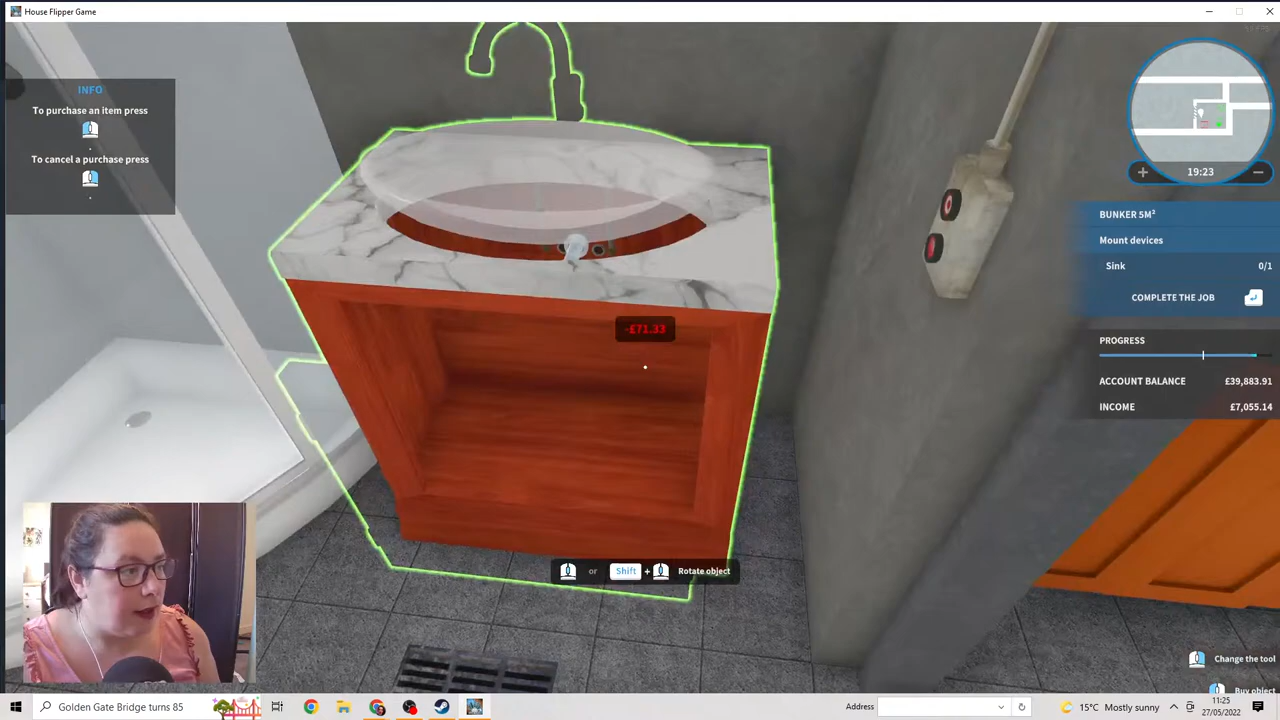 House Flipper Game
INFO
To purchase an item press
To cancel a purchase press
19:23
BUNKER 5M²
Mount devices
Sink 0/1
COMPLETE THE JOB
-£71.33
PROGRESS
ACCOUNT BALANCE £39,883.91
INCOME £7,055.14
or Shift + Rotate object
Change the tool
Buy object
Golden Gate Bridge turns 85
Address
15°C Mostly sunny
11:25
27/05/2022